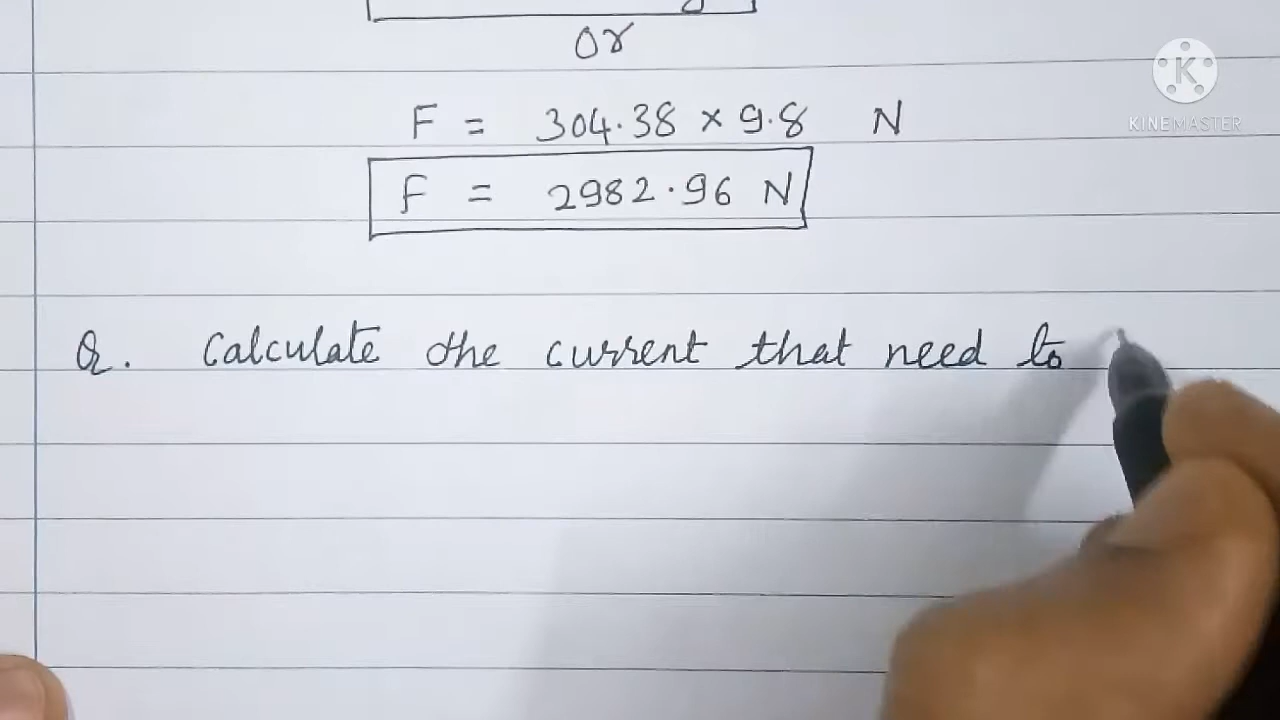 or
F = 304.38 × 9.8 N
F = 2982.96 N
Q. Calculate the current that need to
K
KINEMASTER